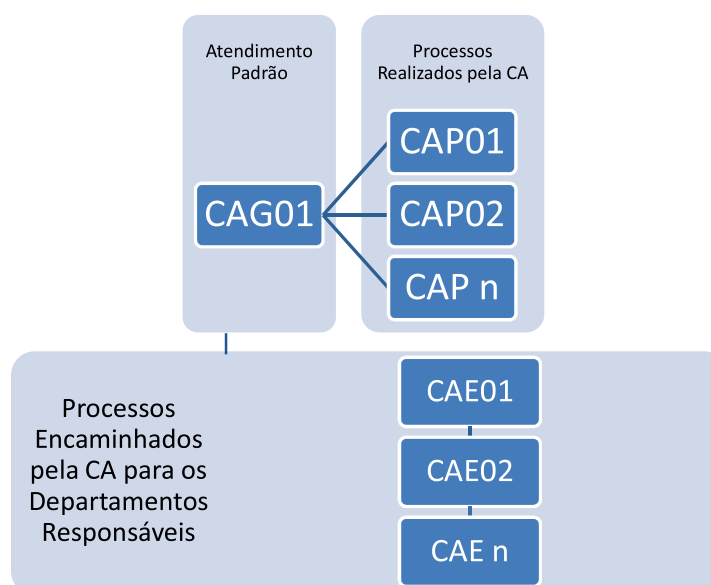 Atendimento
Padrão
Processos
Realizados pela CA
CAP01
CAG01
CAP02
CAP n
Processos
Encaminhados
pela CA para os
Departamentos
Responsáveis
CAE01
CAE02
CAE n